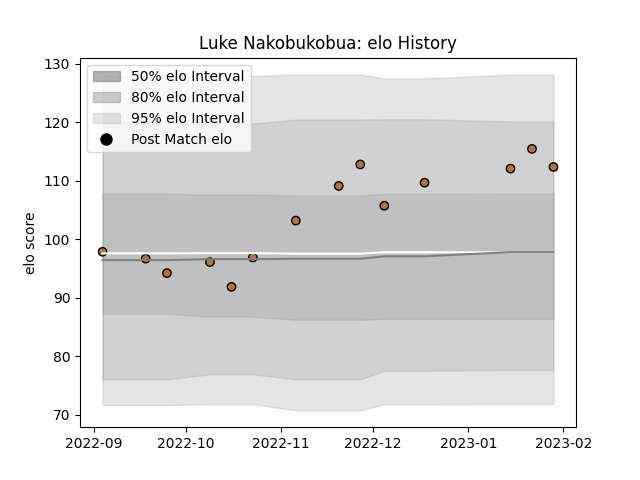 Luke Nakobukobua: elo History
130
120
110
100
90
80
70
elo score
50% elo Interval
80% elo Interval
95% elo Interval
Post Match elo
2022-09
2022-10
2022-11
2022-12
2023-01
2023-02